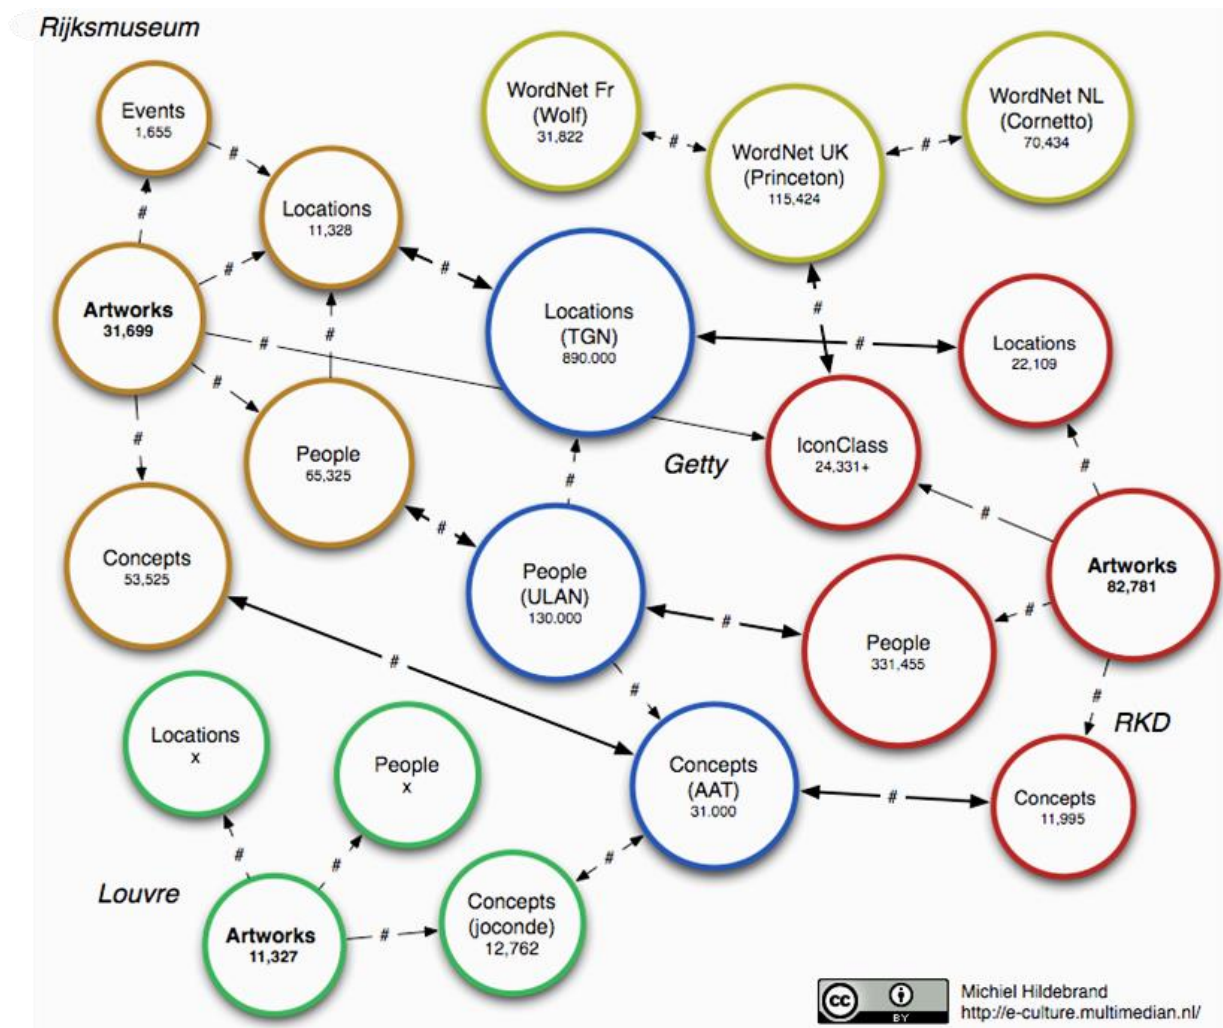 Rijksmuseum
Events
1,655
#
WordNet Fr
(Wolf)
31,822
#
WordNet UK
(Princeton)
115,424
#
WordNet NL
(Cornetto)
70,434
#
Locations
11,328
#
#
Artworks
31,699
#
#
#
Locations
(TGN)
890.000
#
#
Locations
22,109
#
#
People
65,325
Getty
IconClass
24,331+
#
#
#
#
Concepts
53,525
People
(ULAN)
130.000
Artworks
82,781
#
#
People
331,455
#
#
#
RKD
Locations
x
People
x
Concepts
(AAT)
31.000
#
Concepts
11,995
#
#
#
Louvre
Artworks
11,327
#
Concepts
(joconde)
12,762
cc
BY
Michiel Hildebrand
http://e-culture.multimedian.nl/